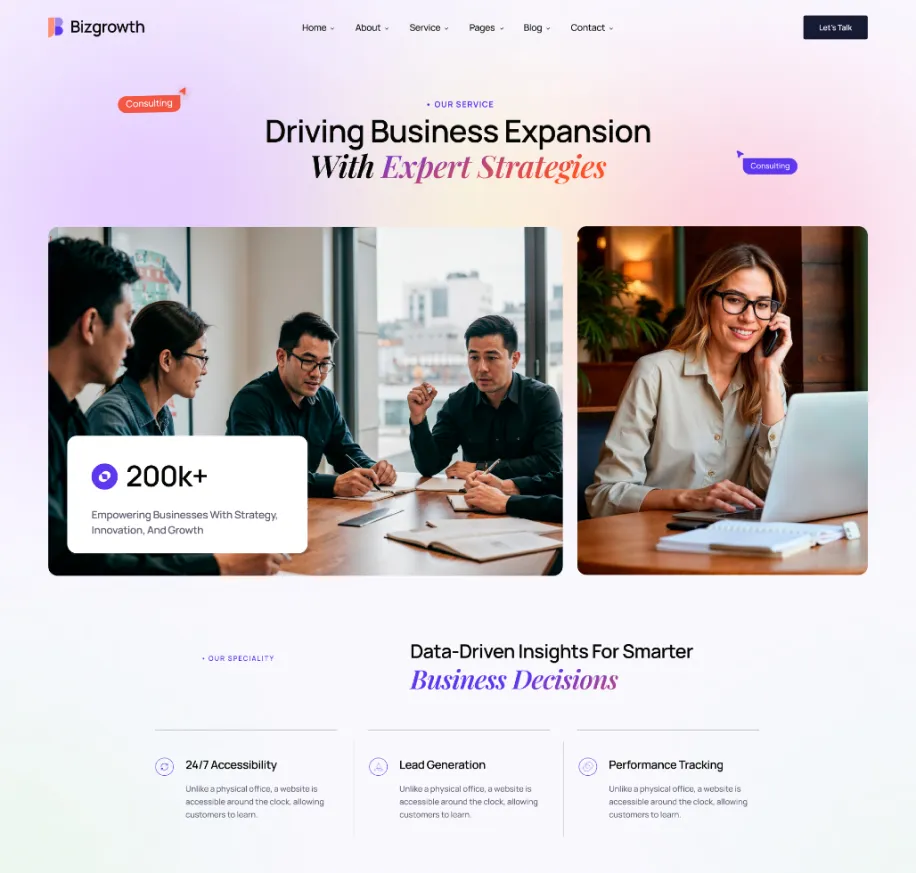 Bizgrowth
Home About Service Pages Blog Contact
Let's Talk
Consulting
• OUR SERVICE
Driving Business Expansion
With Expert Strategies
Consulting
200k+
Empowering Businesses With Strategy,
Innovation, And Growth
• OUR SPECIALITY
Data-Driven Insights For Smarter
Business Decisions
24/7 Accessibility
Unlike a physical office, a website is
accessible around the clock, allowing
customers to learn.
Lead Generation
Unlike a physical office, a website is
accessible around the clock, allowing
customers to learn.
Performance Tracking
Unlike a physical office, a website is
accessible around the clock, allowing
customers to learn.